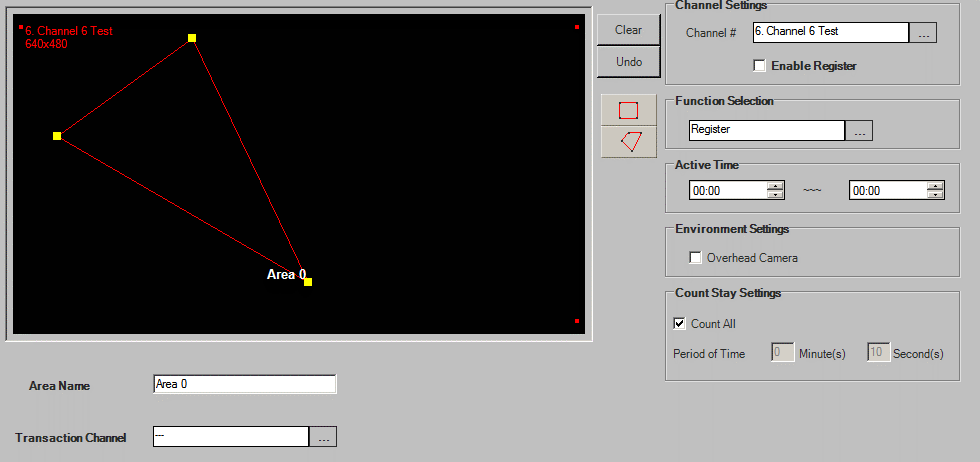 6. Channel 6 Test
640x480
Area 0
Clear
Undo
Channel Settings
Channel # 6. Channel 6 Test ...
Enable Register
Function Selection
Register ...
Active Time
00:00 ~~~ 00:00
Environment Settings
Overhead Camera
Count Stay Settings
Count All
Period of Time 0 Minute(s) 10 Second(s)
Area Name Area 0
Transaction Channel --- ...